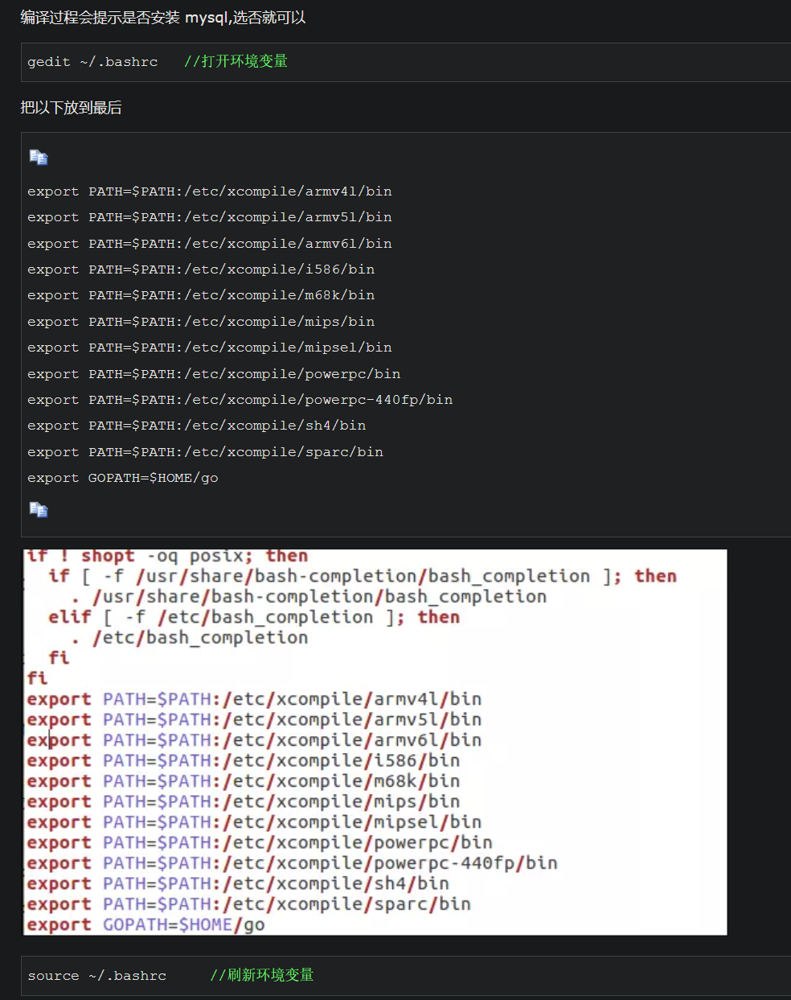 编译过程会提示是否安装 mysql,选否就可以
gedit ~/.bashrc   //打开环境变量
把以下放到最后
export PATH=$PATH:/etc/xcompile/armv4l/bin
export PATH=$PATH:/etc/xcompile/armv5l/bin
export PATH=$PATH:/etc/xcompile/armv6l/bin
export PATH=$PATH:/etc/xcompile/i586/bin
export PATH=$PATH:/etc/xcompile/m68k/bin
export PATH=$PATH:/etc/xcompile/mips/bin
export PATH=$PATH:/etc/xcompile/mipsel/bin
export PATH=$PATH:/etc/xcompile/powerpc/bin
export PATH=$PATH:/etc/xcompile/powerpc-440fp/bin
export PATH=$PATH:/etc/xcompile/sh4/bin
export PATH=$PATH:/etc/xcompile/sparc/bin
export GOPATH=$HOME/go
if ! shopt -oq posix; then
  if [ -f /usr/share/bash-completion/bash_completion ]; then
    . /usr/share/bash-completion/bash_completion
  elif [ -f /etc/bash_completion ]; then
    . /etc/bash_completion
  fi
fi
export PATH=$PATH:/etc/xcompile/armv4l/bin
export PATH=$PATH:/etc/xcompile/armv5l/bin
export PATH=$PATH:/etc/xcompile/armv6l/bin
export PATH=$PATH:/etc/xcompile/i586/bin
export PATH=$PATH:/etc/xcompile/m68k/bin
export PATH=$PATH:/etc/xcompile/mips/bin
export PATH=$PATH:/etc/xcompile/mipsel/bin
export PATH=$PATH:/etc/xcompile/powerpc/bin
export PATH=$PATH:/etc/xcompile/powerpc-440fp/bin
export PATH=$PATH:/etc/xcompile/sh4/bin
export PATH=$PATH:/etc/xcompile/sparc/bin
export GOPATH=$HOME/go
source ~/.bashrc     //刷新环境变量